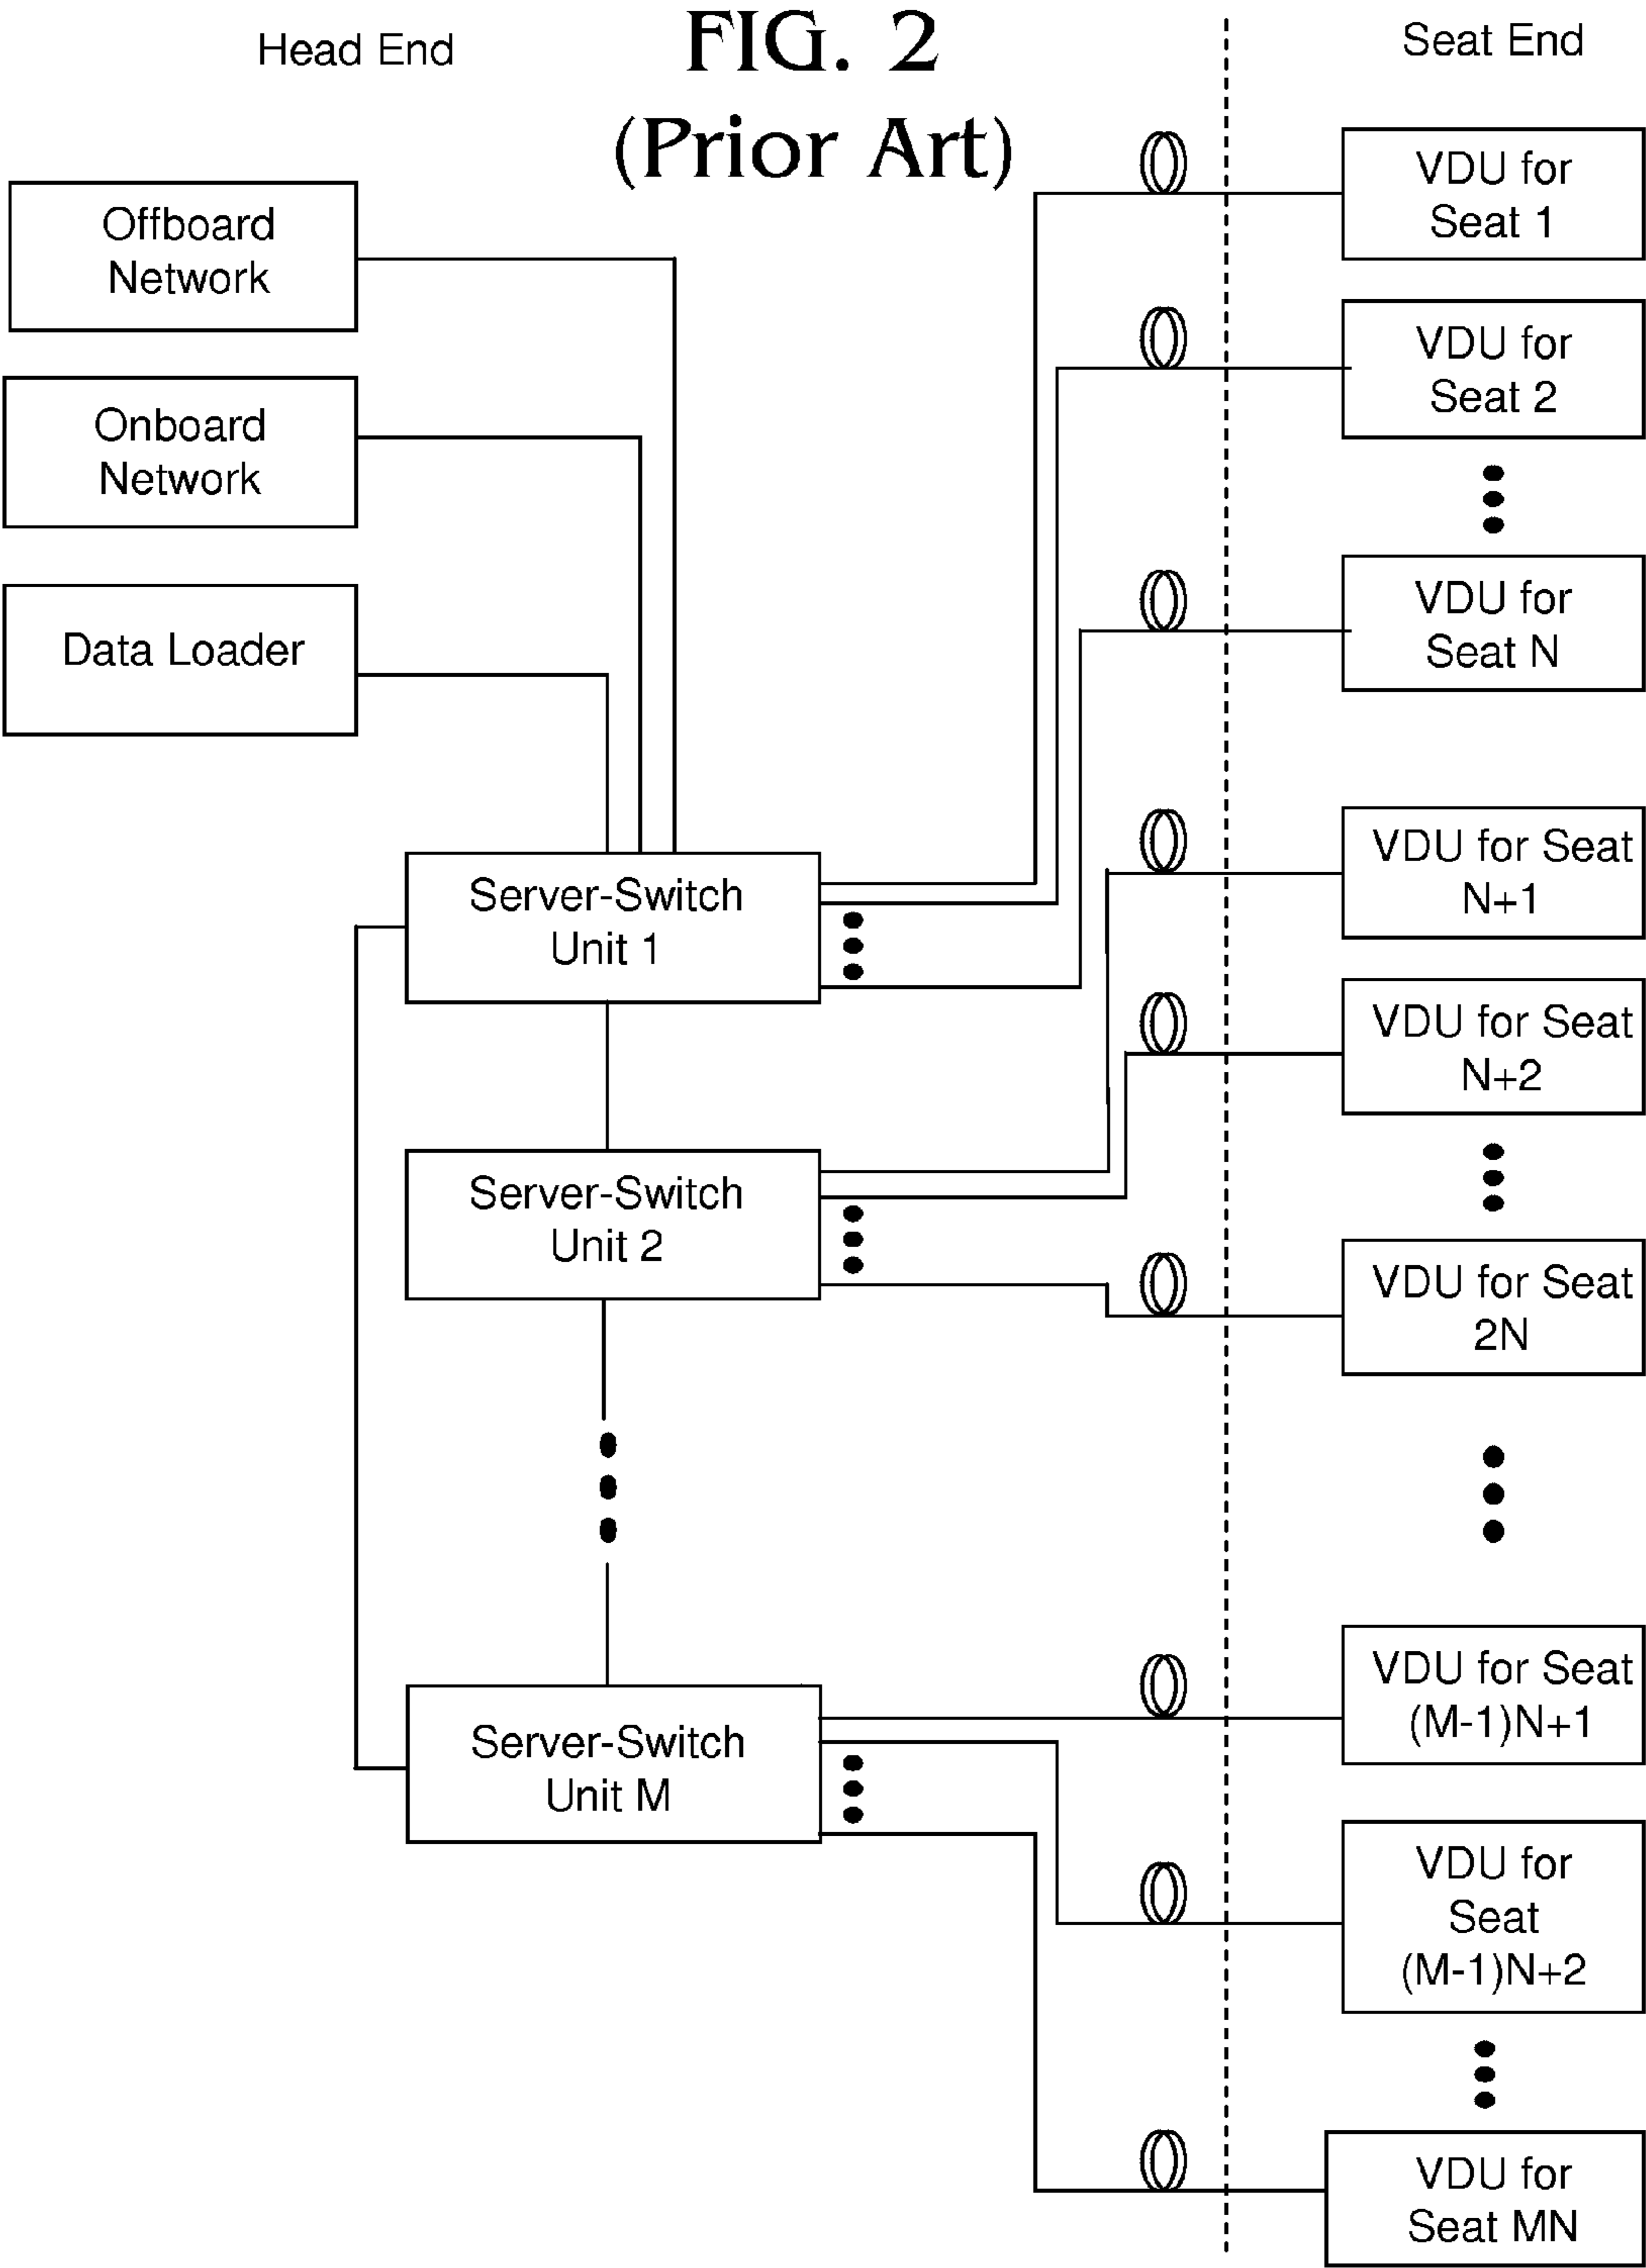 Head End
FIG. 2
(Prior Art)
Seat End
Offboard
Network
Onboard
Network
Data Loader
Server-Switch
Unit 1
Server-Switch
Unit 2
Server-Switch
Unit M
VDU for
Seat 1
VDU for
Seat 2
VDU for
Seat N
VDU for Seat
N+1
VDU for Seat
N+2
VDU for Seat
2N
VDU for Seat
(M-1)N+1
VDU for
Seat
(M-1)N+2
VDU for
Seat MN